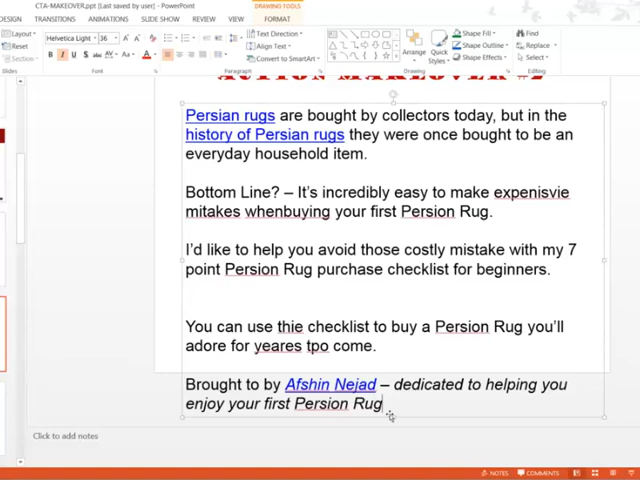 CTA-MAKEOVER.ppt [Last saved by user] - PowerPoint
DRAWING TOOLS
DESIGN TRANSITIONS ANIMATIONS SLIDE SHOW REVIEW VIEW FORMAT
Layout Helvetica Light 36 Text Direction Shape Fill Find
Reset Align Text Arrange Quick Styles Shape Outline Replace
Convert to SmartArt Shape Effects Select
Slides Font Paragraph Drawing Editing
ACTION MAKEOVER #2
Persian rugs are bought by collectors today, but in the
history of Persian rugs they were once bought to be an
everyday household item.
Bottom Line? – It's incredibly easy to make expenisvie
mitakes whenbuying your first Persion Rug.
I'd like to help you avoid those costly mistake with my 7
point Persion Rug purchase checklist for beginners.
You can use thie checklist to buy a Persion Rug you'll
adore for yeares tpo come.
Brought to by Afshin Nejad – dedicated to helping you
enjoy your first Persion Rug
Click to add notes
NOTES COMMENTS